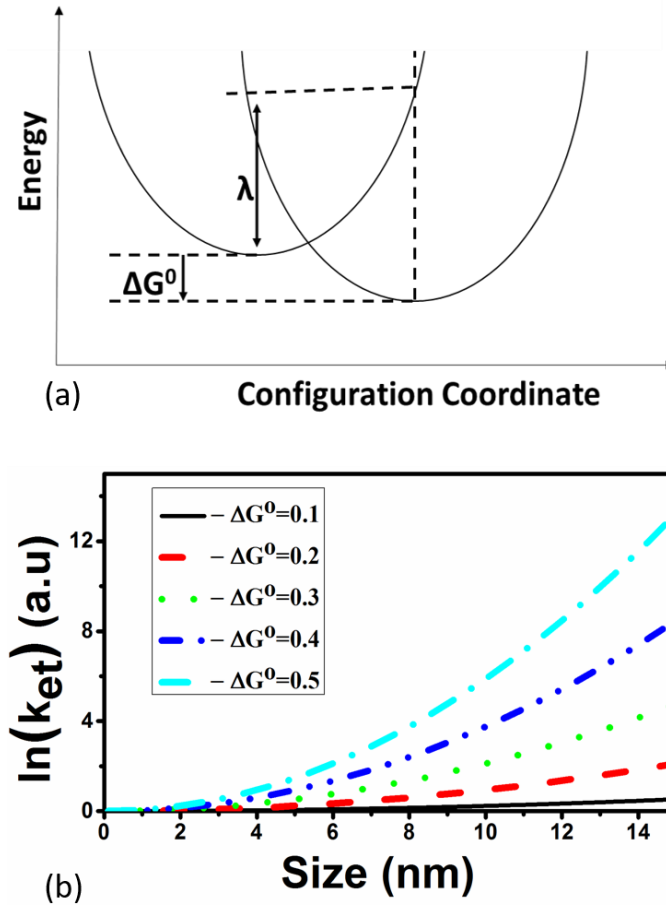 Energy
λ
ΔG⁰
(a)
Configuration Coordinate
ln(kₑₜ) (a.u)
12
8
4
0
– ΔG⁰=0.1
– ΔG⁰=0.2
– ΔG⁰=0.3
– ΔG⁰=0.4
– ΔG⁰=0.5
0 2 4 6 8 10 12 14
Size (nm)
(b)